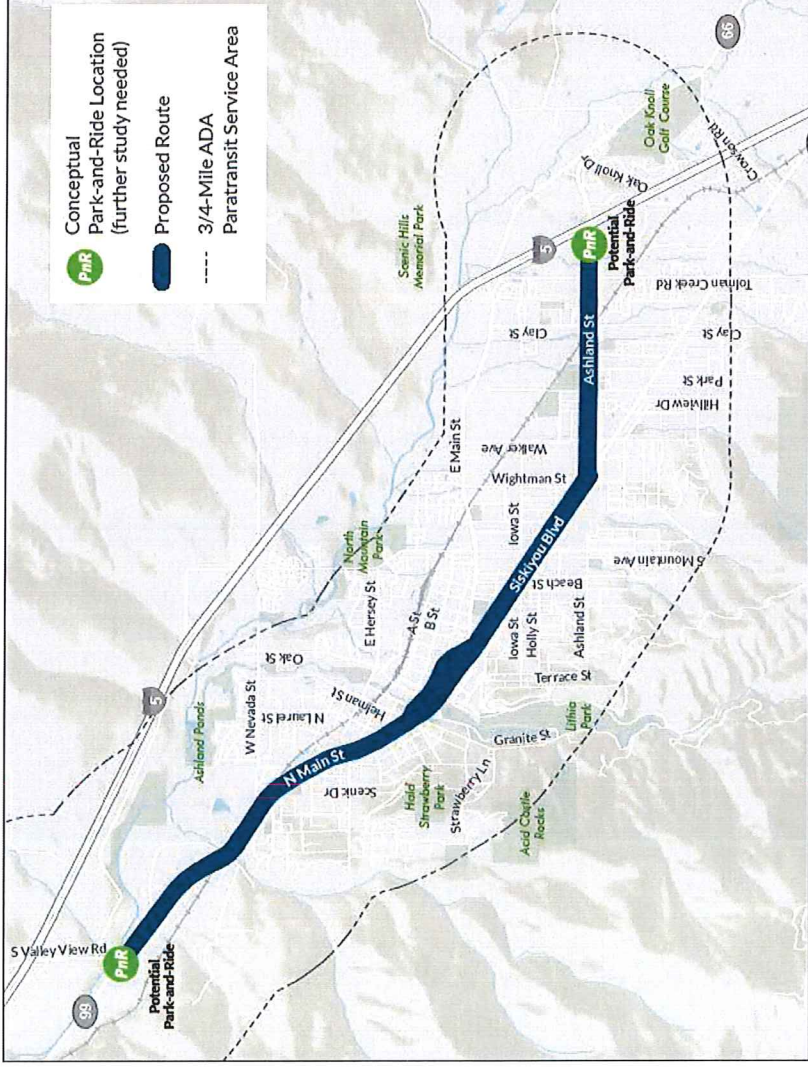 PnR
Conceptual
Park-and-Ride Location
(further study needed)
Proposed Route
3/4-Mile ADA
Paratransit Service Area
S Valley View Rd
PnR
Potential
Park-and-Ride
99
5
Ashland Ponds
W Nevada St
N Laurel St
Oak St
Helman St
N Main St
Scenic Dr
Hald
Strawberry
Park
Strawberry Ln
Acid Castle
Rocks
Granite St
Lithia
Park
North
Mountain
Park
E Hersey St
A St
B St
Terrace St
Iowa St
Holly St
Ashland St
Beach St
S Mountain Ave
Siskiyou Blvd
Iowa St
Wightman St
Walker Ave
E Main St
Scenic Hills
Memorial Park
Clay St
Ashland St
Hillview Dr
Park St
Clay St
Tolman Creek Rd
5
PnR
Potential
Park-and-Ride
Oak Knoll Dr
Oak Knoll
Golf Course
Crowson Rd
66